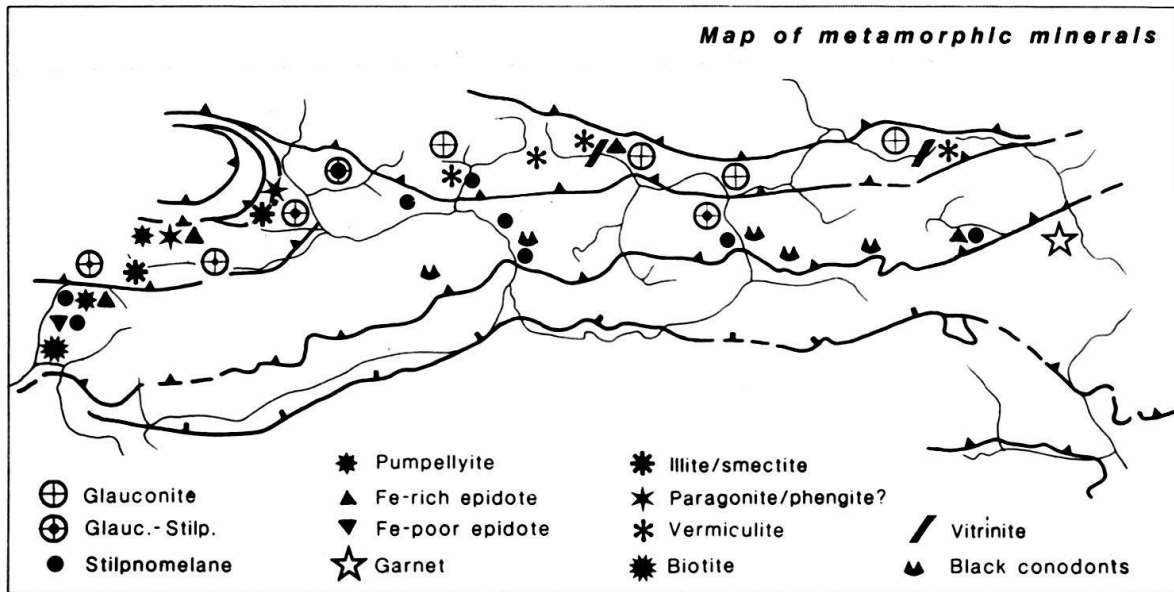 Map of metamorphic minerals
Glauconite
Glauc.-Stilp.
Stilpnomelane
Pumpellyite
Fe-rich epidote
Fe-poor epidote
Garnet
Illite/smectite
Paragonite/phengite?
Vermiculite
Biotite
Vitrinite
Black conodonts